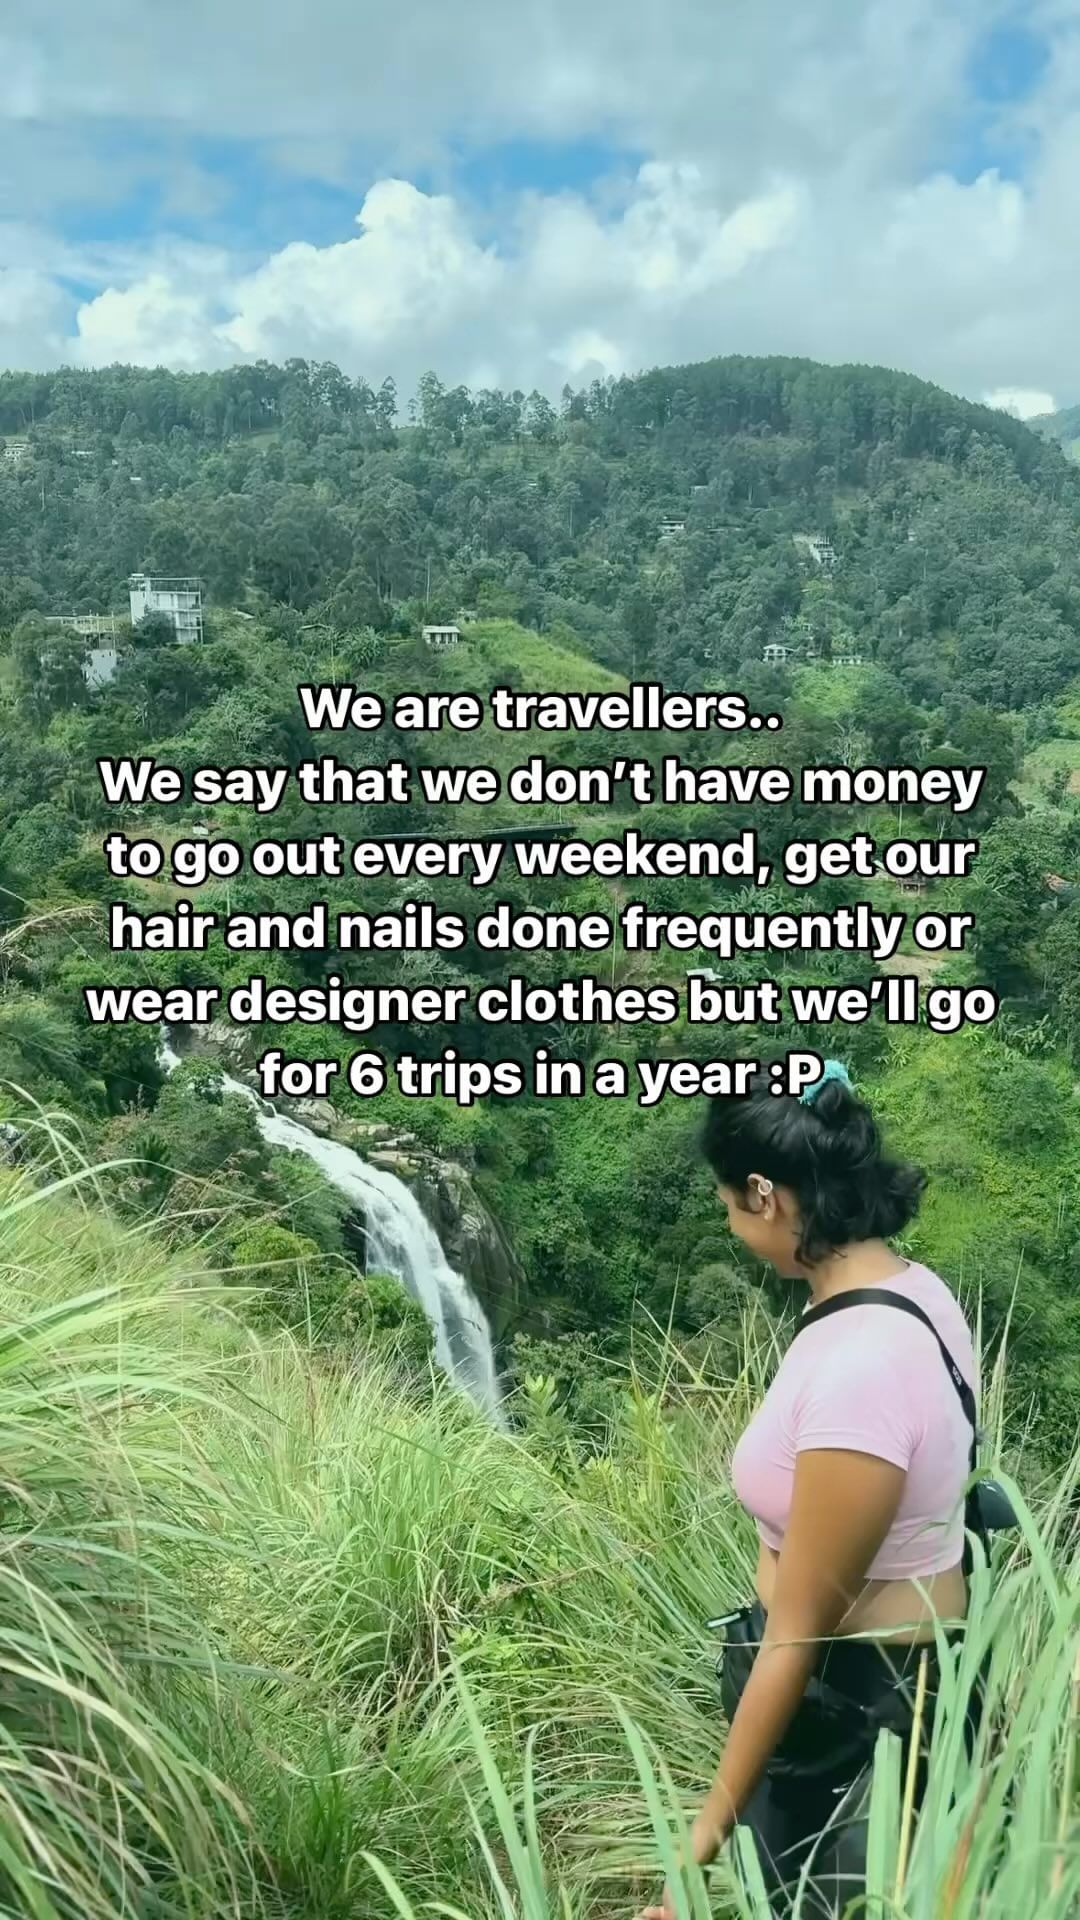 We are travellers..
We say that we don’t have money
to go out every weekend, get our
hair and nails done frequently or
wear designer clothes but we’ll go
for 6 trips in a year :P